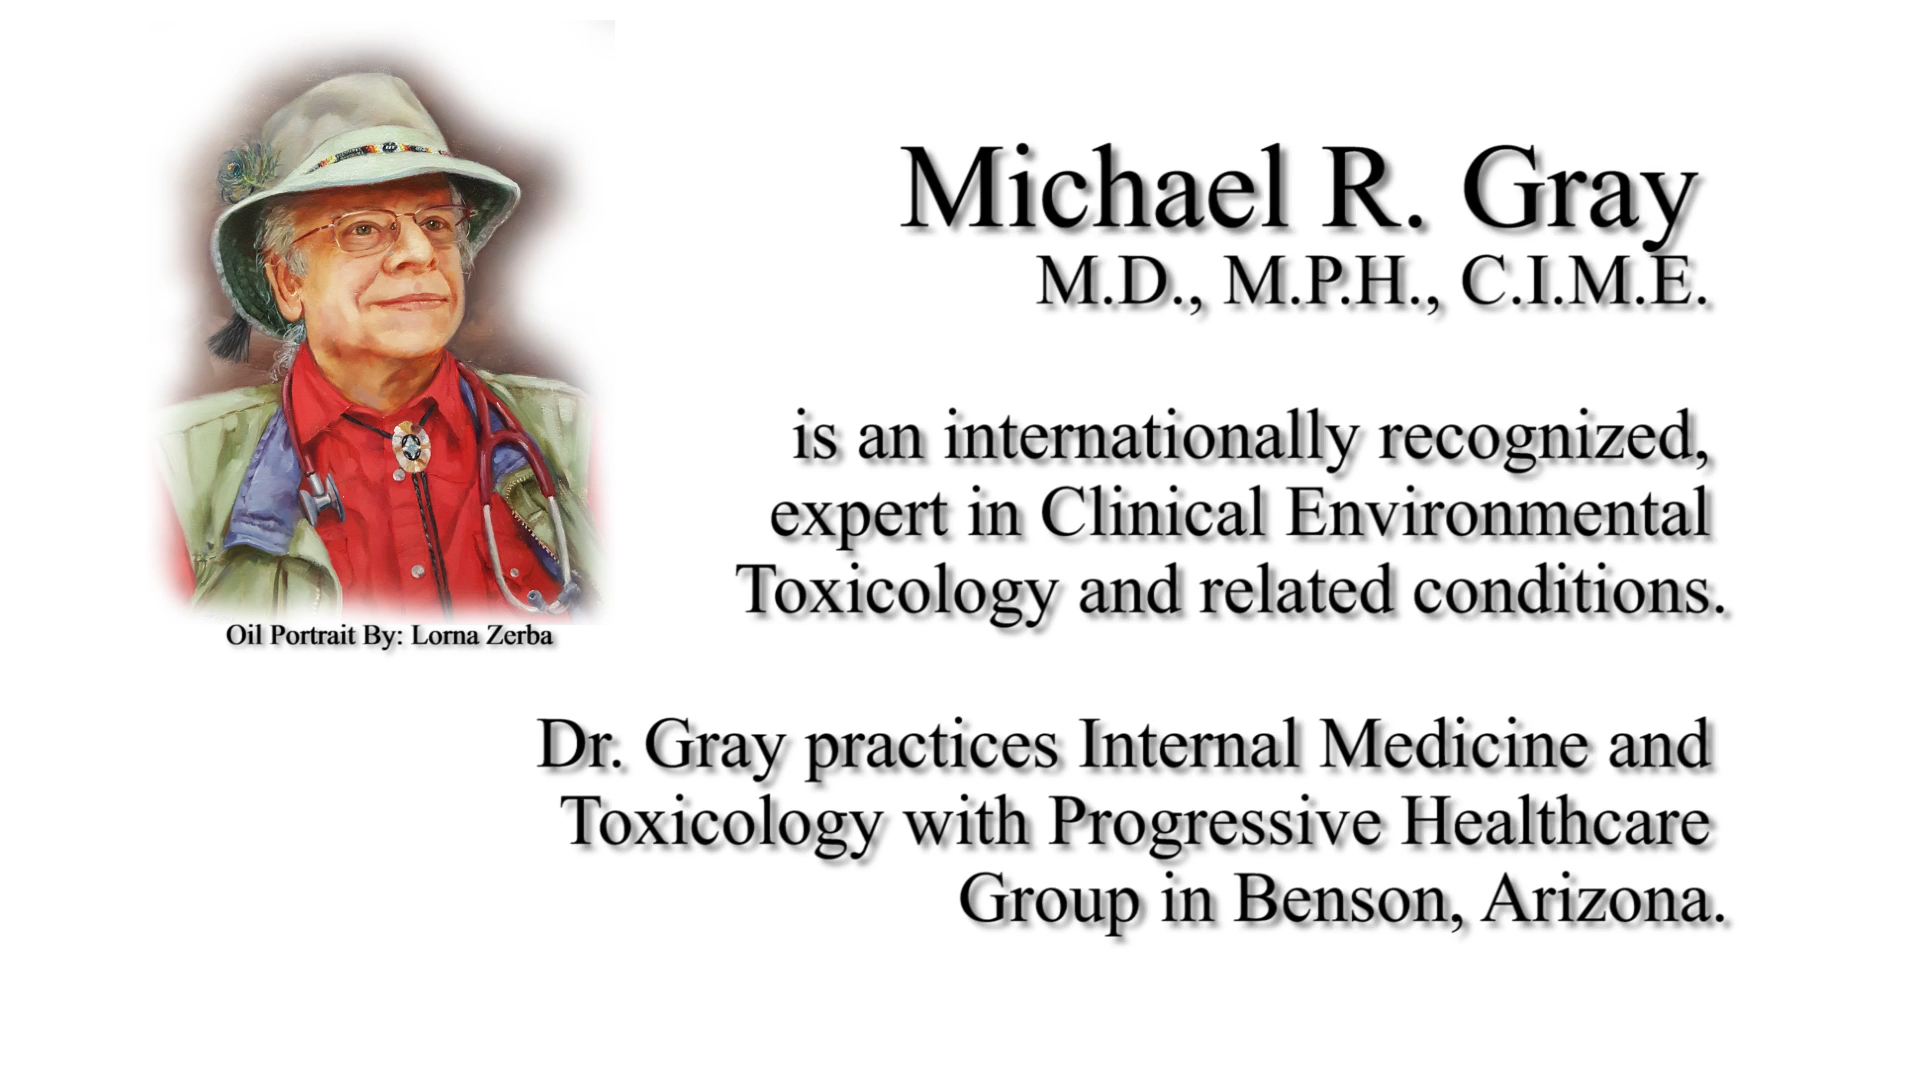 Michael R. Gray
M.D., M.P.H., C.I.M.E.
is an internationally recognized,
expert in Clinical Environmental
Toxicology and related conditions.
Oil Portrait By: Lorna Zerba
Dr. Gray practices Internal Medicine and
Toxicology with Progressive Healthcare
Group in Benson, Arizona.